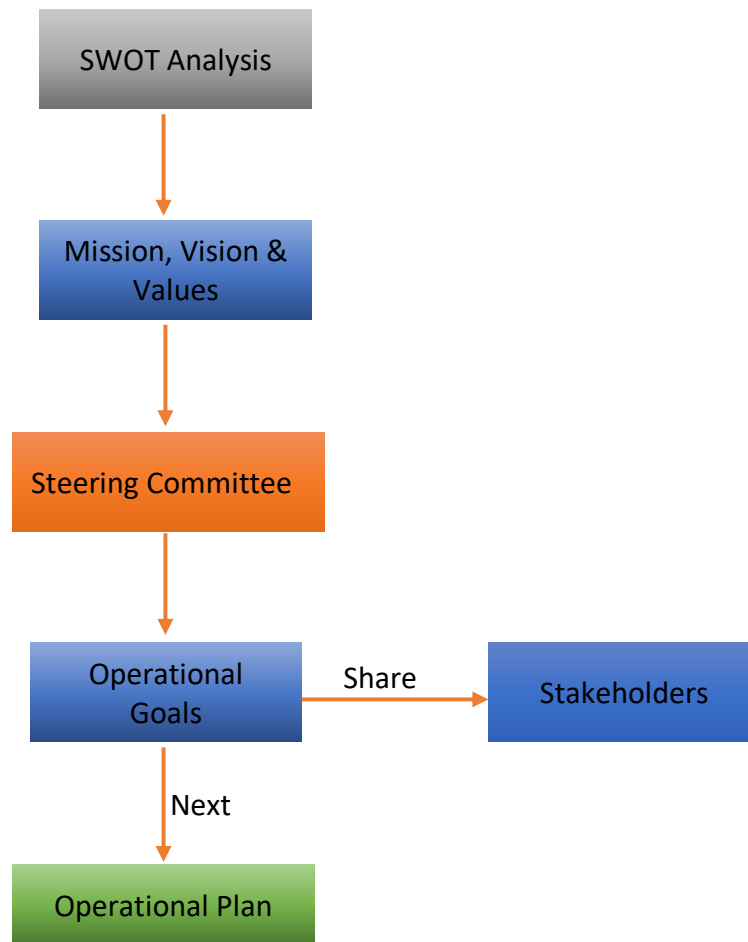 SWOT Analysis
Mission, Vision &
Values
Steering Committee
Operational
Goals
Share
Stakeholders
Next
Operational Plan